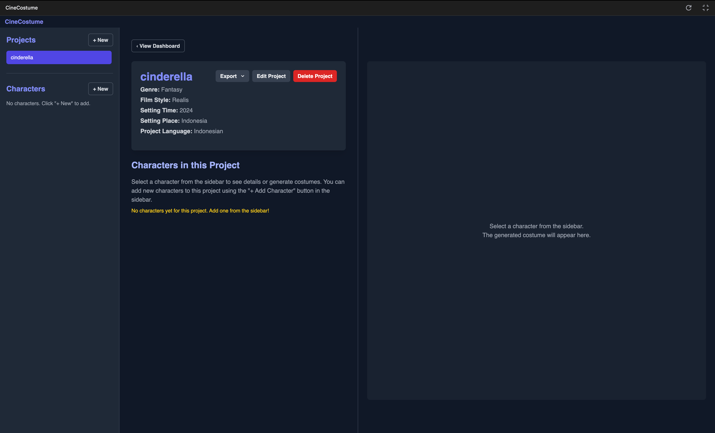 CineCostume
CineCostume
Projects
+ New
cinderella
Characters
+ New
No characters. Click "+ New" to add.
‹ View Dashboard
cinderella
Export
Edit Project
Delete Project
Genre: Fantasy
Film Style: Realis
Setting Time: 2024
Setting Place: Indonesia
Project Language: Indonesian
Characters in this Project
Select a character from the sidebar to see details or generate costumes. You can
add new characters to this project using the "+ Add Character" button in the
sidebar.
No characters yet for this project. Add one from the sidebar!
Select a character from the sidebar.
The generated costume will appear here.